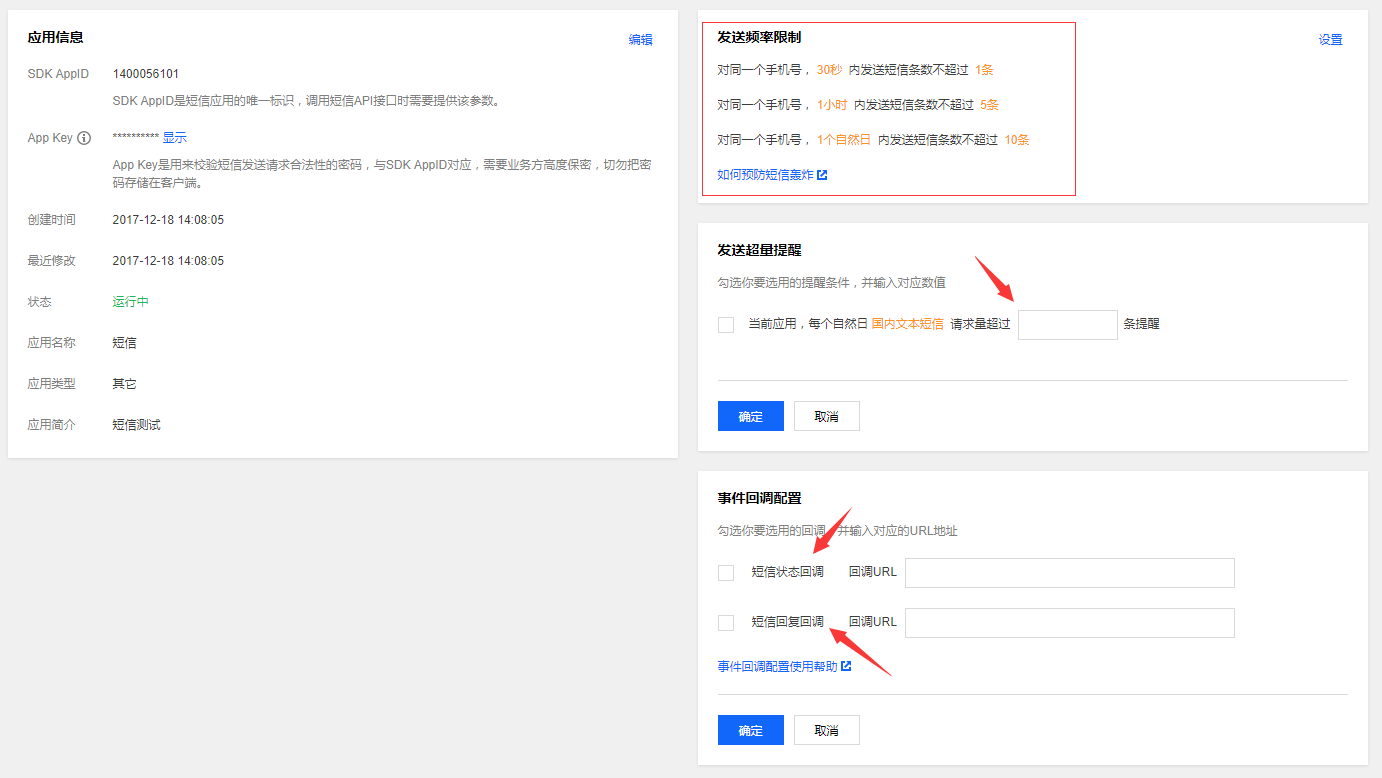 应用信息
编辑
SDK AppID 1400056101
SDK AppID是短信应用的唯一标识，调用短信API接口时需要提供该参数。
App Key ********** 显示
App Key是用来校验短信发送请求合法性的密码，与SDK AppID对应，需要业务方高度保密，切勿把密
码存储在客户端。
创建时间 2017-12-18 14:08:05
最近修改 2017-12-18 14:08:05
状态 运行中
应用名称 短信
应用类型 其它
应用简介 短信测试
发送频率限制
设置
对同一个手机号， 30秒 内发送短信条数不超过 1条
对同一个手机号， 1小时 内发送短信条数不超过 5条
对同一个手机号， 1个自然日 内发送短信条数不超过 10条
如何预防短信轰炸
发送超量提醒
勾选你要选用的提醒条件，并输入对应数值
当前应用，每个自然日 国内文本短信 请求量超过 条提醒
确定 取消
事件回调配置
勾选你要选用的回调，并输入对应的URL地址
短信状态回调 回调URL
短信回复回调 回调URL
事件回调配置使用帮助
确定 取消